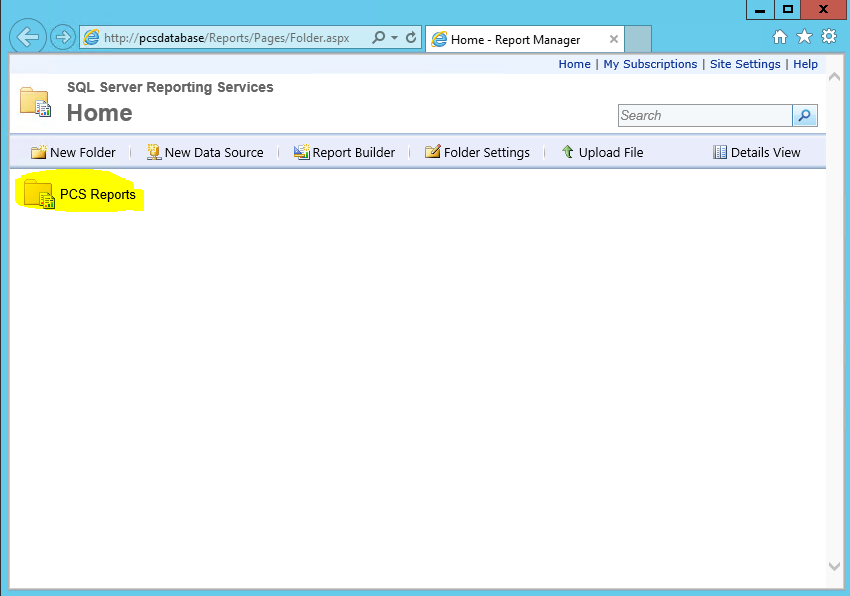 http://pcsdatabase/Reports/Pages/Folder.aspx
Home - Report Manager
Home | My Subscriptions | Site Settings | Help
SQL Server Reporting Services
Home
Search
New Folder | New Data Source | Report Builder | Folder Settings | Upload File Details View
PCS Reports